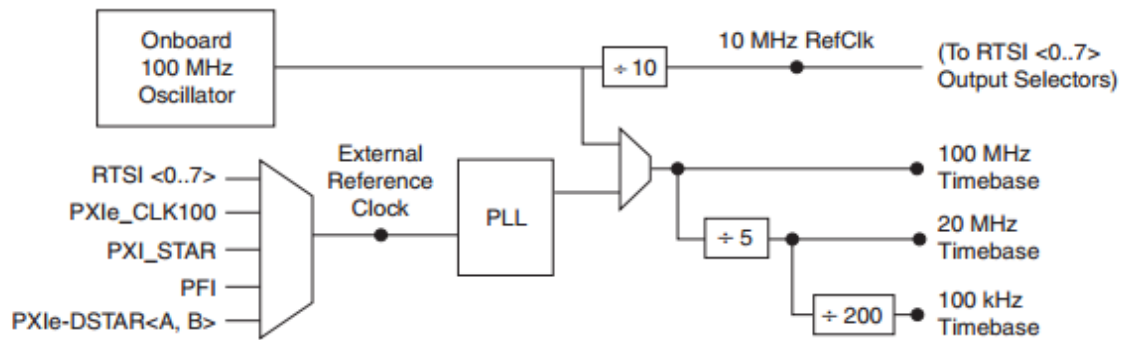 Onboard
100 MHz
Oscillator
÷ 10
10 MHz RefClk
(To RTSI <0..7>
Output Selectors)
RTSI <0..7>
PXIe_CLK100
PXI_STAR
PFI
PXIe-DSTAR<A, B>
External
Reference
Clock
PLL
100 MHz
Timebase
÷ 5
20 MHz
Timebase
÷ 200
100 kHz
Timebase